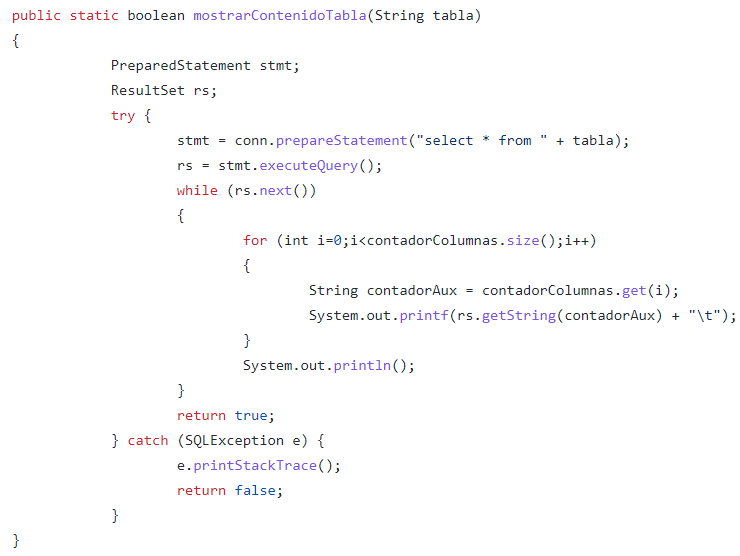 public static boolean mostrarContenidoTabla(String tabla)
{
            PreparedStatement stmt;
            ResultSet rs;
            try {
                    stmt = conn.prepareStatement("select * from " + tabla);
                    rs = stmt.executeQuery();
                    while (rs.next())
                    {
                            for (int i=0;i<contadorColumnas.size();i++)
                            {
                                    String contadorAux = contadorColumnas.get(i);
                                    System.out.printf(rs.getString(contadorAux) + "\t");
                            }
                            System.out.println();
                    }
                    return true;
            } catch (SQLException e) {
                    e.printStackTrace();
                    return false;
            }
}